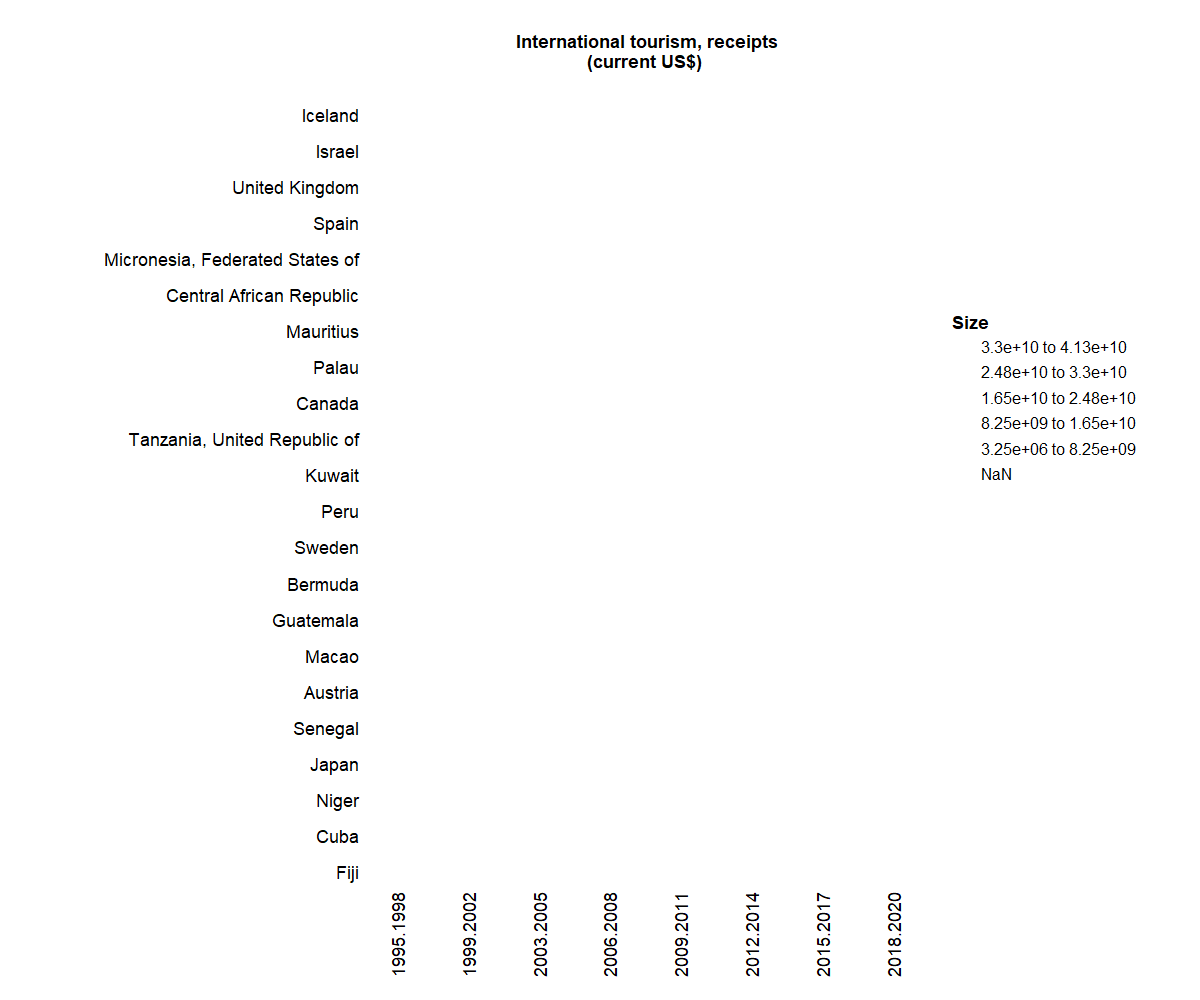 International tourism, receipts
(current US$)
Iceland
Israel
United Kingdom
Spain
Micronesia, Federated States of
Central African Republic
Mauritius
Palau
Canada
Tanzania, United Republic of
Kuwait
Peru
Sweden
Bermuda
Guatemala
Macao
Austria
Senegal
Japan
Niger
Cuba
Fiji
1995.1998
1999.2002
2003.2005
2006.2008
2009.2011
2012.2014
2015.2017
2018.2020
Size
3.3e+10 to 4.13e+10
2.48e+10 to 3.3e+10
1.65e+10 to 2.48e+10
8.25e+09 to 1.65e+10
3.25e+06 to 8.25e+09
NaN